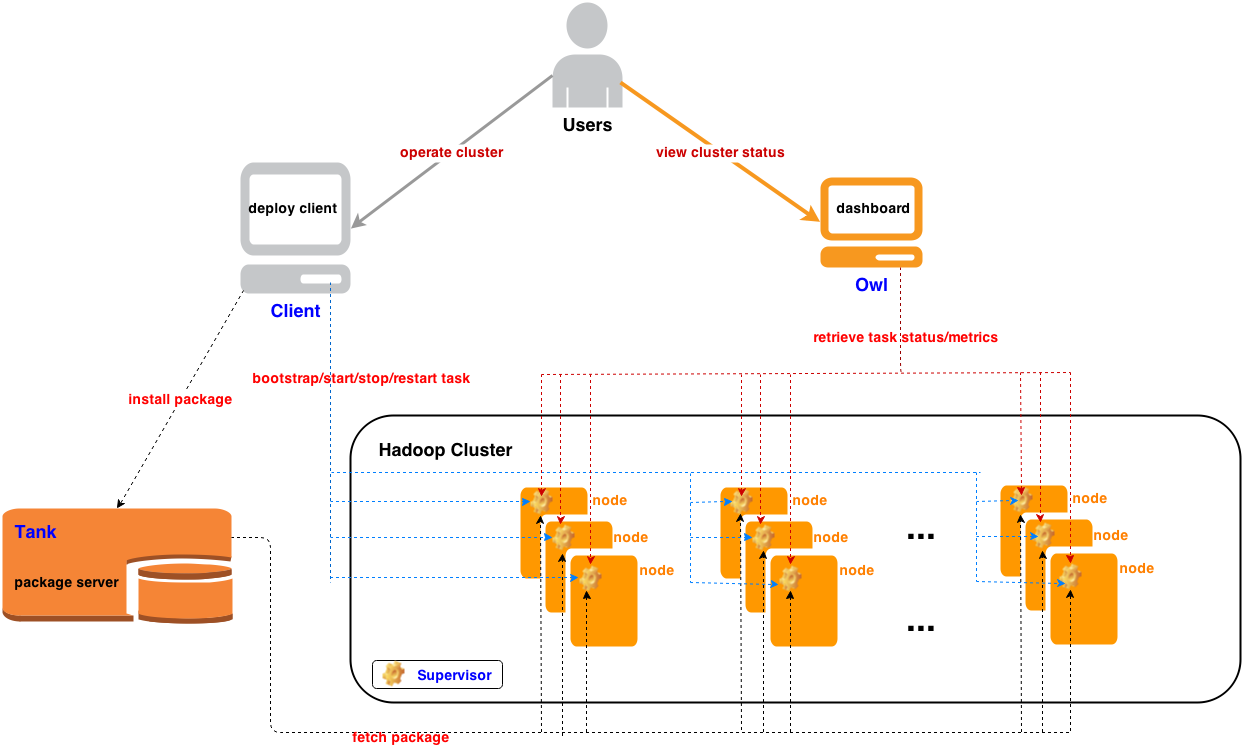 Users
operate cluster
view cluster status
deploy client
dashboard
Client
Owl
retrieve task status/metrics
bootstrap/start/stop/restart task
install package
Hadoop Cluster
node
node
node
node
node
node
...
node
node
node
...
Tank
package server
Supervisor
fetch package